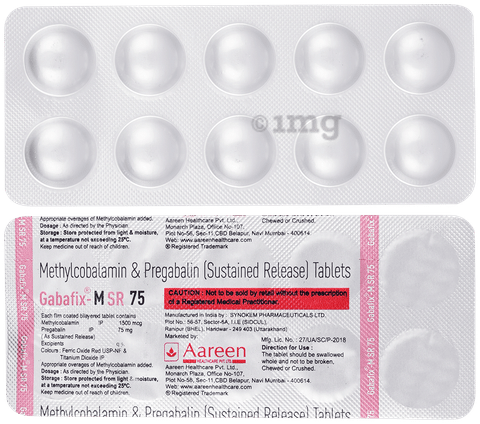 © 1mg
Appropriate overages of Methylcobalamin added.
Dosage : As directed by the Physician.
Storage : Store protected from light & moisture,
at a temperature not exceeding 25°C.
Keep medicine out of reach of children.
Aareen Healthcare Pvt. Ltd.,
Monarch Plaza, Office No-107,
Plot No-56, Sec-11,CBD Belapur, Navi Mumbai - 400614.
Web: www.aareenhealthcare.com
® Registered Trademark
whole and not to be broken,
Chewed or Crushed.
Methylcobalamin & Pregabalin (Sustained Release) Tablets
Gabafix®- M SR 75
CAUTION : Not to be sold by retail without the prescription
of a Registered Medical Practitioner.
Each film coated bilayered tablet contains
Methylcobalamin IP 1500 mcg
Pregabalin IP 75 mg
( As Sustained Release)
Excipients q.s.
Colours : Ferric Oxide Red USP-NF &
Titanium Dioxide IP
Appropriate overages of Methylcobalamin added.
Dosage : As directed by the Physician.
Storage : Store protected from light & moisture,
at a temperature not exceeding 25°C.
Keep medicine out of reach of children.
Manufactured in India by : SYNOKEM PHARMACEUTICALS LTD.
Plot No.: 56-57, Sector-6A, I.I.E (SIDCUL),
Ranipur (BHEL), Haridwar - 249 403 (Uttarakhand)
Marketed by:
Aareen
HEALTHCARE PVT LTD
Aareen Healthcare Pvt. Ltd.,
Monarch Plaza, Office No-107,
Plot No-56, Sec-11,CBD Belapur, Navi Mumbai - 400614.
Web: www.aareenhealthcare.com
® Registered Trademark
Mfg. Lic. No. : 27/UA/SC/P-2018
Direction for Use :
The tablet should be swallowed
whole and not to be broken,
Chewed or Crushed.
Methylcobalamin & Pregabalin (Sustained Release) Tablets
Gabafix®-M SR 75
Gabafix®-M SR 75